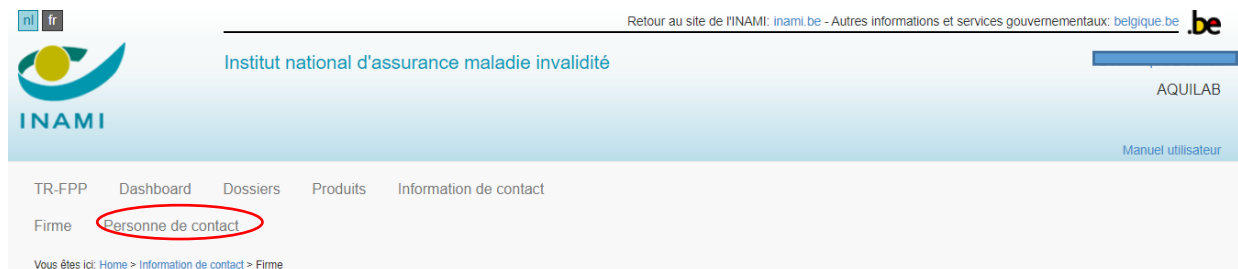 nl fr
Retour au site de l'INAMI: inami.be - Autres informations et services gouvernementaux: belgique.be .be
Institut national d'assurance maladie invalidité
AQUILAB
INAMI
Manuel utilisateur
TR-FPP Dashboard Dossiers Produits Information de contact
Firme Personne de contact
Vous êtes ici: Home > Information de contact > Firme